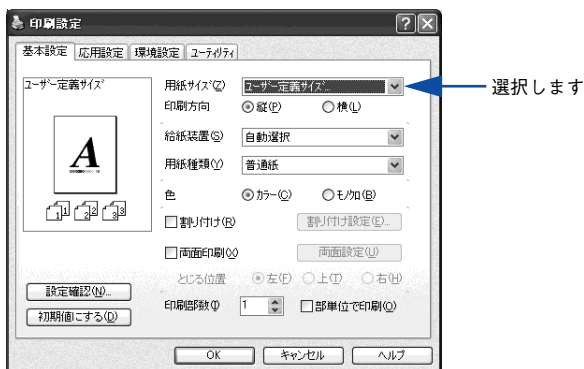 印刷設定
基本設定 応用設定 環境設定 ユーティリティ
ユーザー定義サイズ
用紙サイズ(Z) ユーザー定義サイズ... 選択します
印刷方向 縦(P) 横(L)
給紙装置(S) 自動選択
用紙種類(Y) 普通紙
A
色 カラー(C) モノクロ(B)
1 1 2 2 3 3
割り付け(R) 割り付け設定(E)...
両面印刷(X) 両面設定(U)
とじる位置 左(F) 上(T) 右(H)
設定確認(N)...
印刷部数(I) 1 部単位で印刷(O)
初期値にする(D)
OK キャンセル ヘルプ